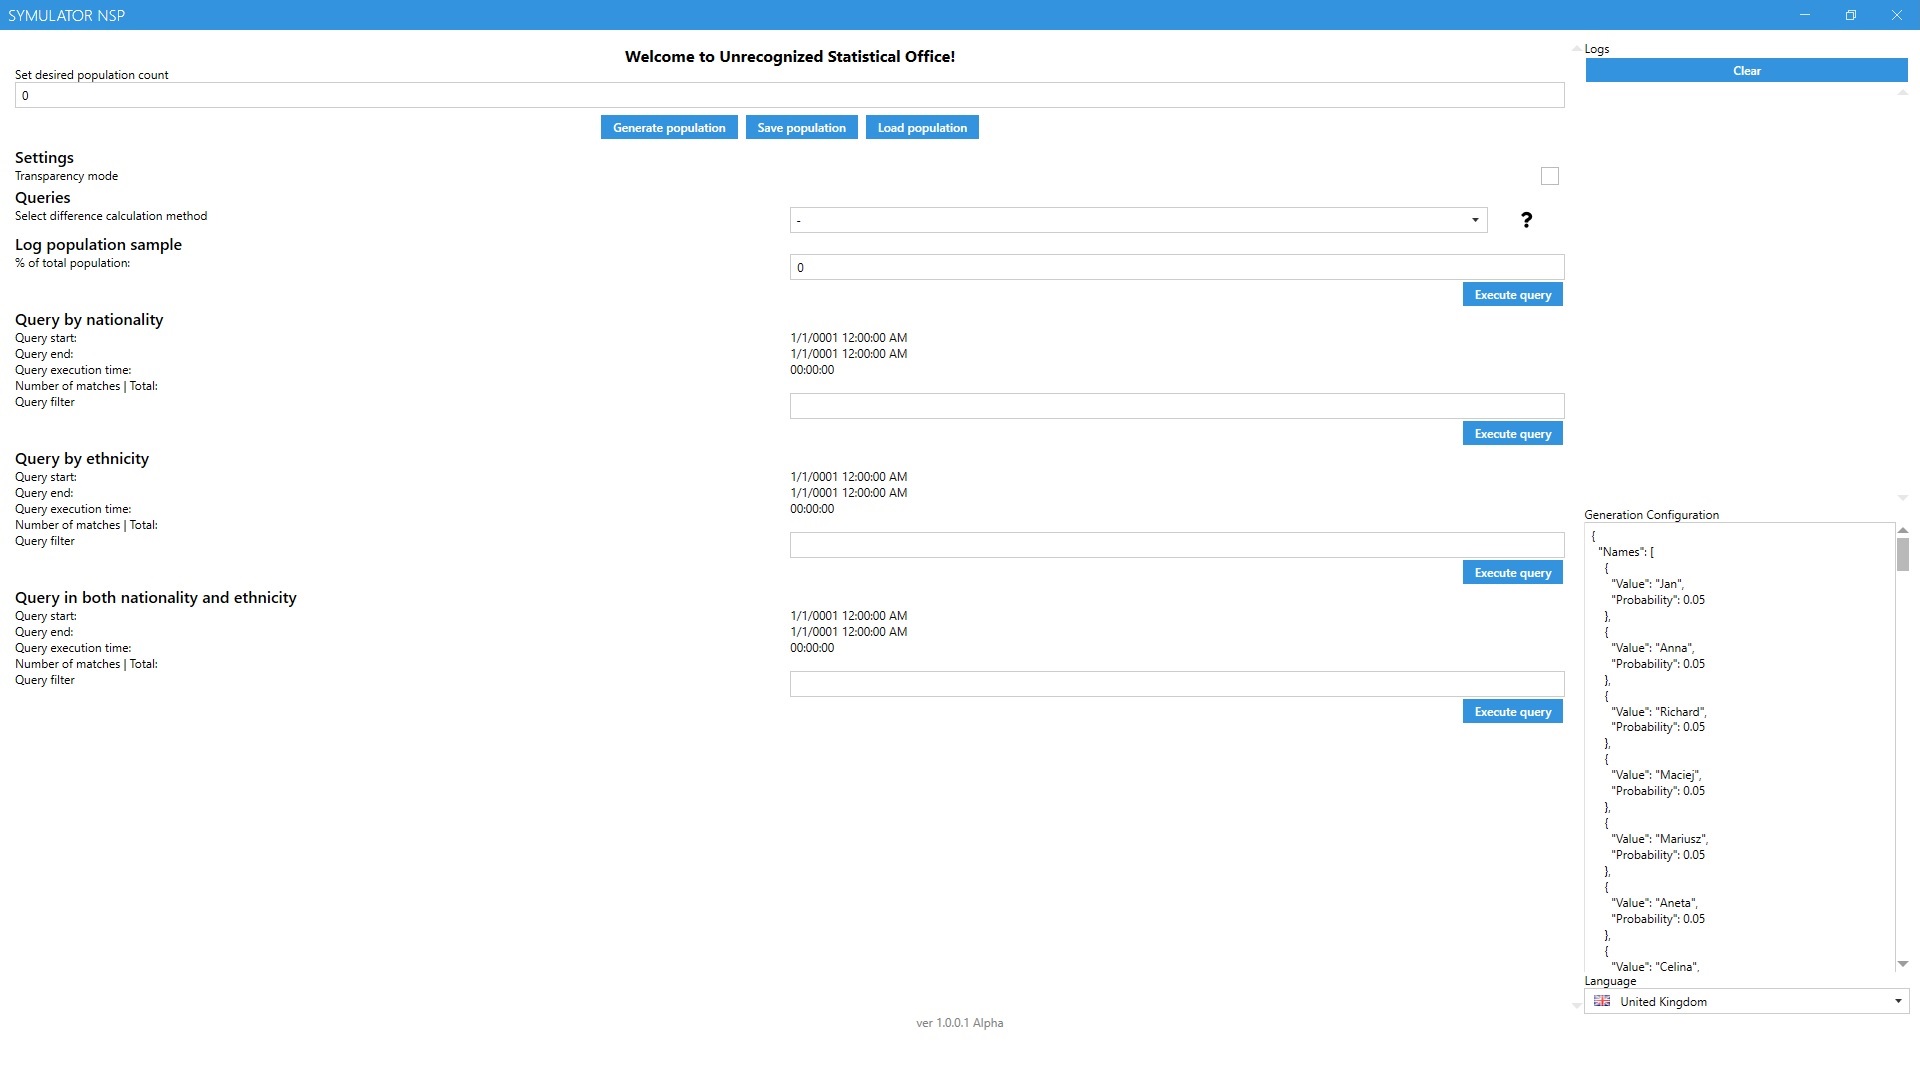 SYMULATOR NSP
Welcome to Unrecognized Statistical Office!
Set desired population count
0
Generate population
Save population
Load population
Settings
Transparency mode
Queries
Select difference calculation method
-
?
Log population sample
% of total population:
0
Execute query
Query by nationality
Query start:
1/1/0001 12:00:00 AM
Query end:
1/1/0001 12:00:00 AM
Query execution time:
00:00:00
Number of matches | Total:
Query filter
Execute query
Query by ethnicity
Query start:
1/1/0001 12:00:00 AM
Query end:
1/1/0001 12:00:00 AM
Query execution time:
00:00:00
Number of matches | Total:
Query filter
Execute query
Query in both nationality and ethnicity
Query start:
1/1/0001 12:00:00 AM
Query end:
1/1/0001 12:00:00 AM
Query execution time:
00:00:00
Number of matches | Total:
Query filter
Execute query
Logs
Clear
Generation Configuration
{
"Names": [
{
"Value": "Jan",
"Probability": 0.05
},
{
"Value": "Anna",
"Probability": 0.05
},
{
"Value": "Richard",
"Probability": 0.05
},
{
"Value": "Maciej",
"Probability": 0.05
},
{
"Value": "Mariusz",
"Probability": 0.05
},
{
"Value": "Aneta",
"Probability": 0.05
},
{
"Value": "Celina",
Language
United Kingdom
ver 1.0.0.1 Alpha